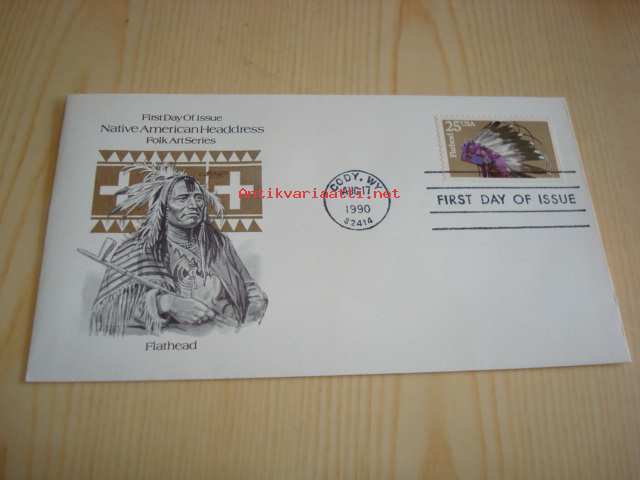 First Day Of Issue
Native American Headdress
Folk Art Series
Flathead
CODY, WY
AUG 17
1990
82414
25 USA
Flathead
FIRST DAY OF ISSUE
Antikvariaatti.net